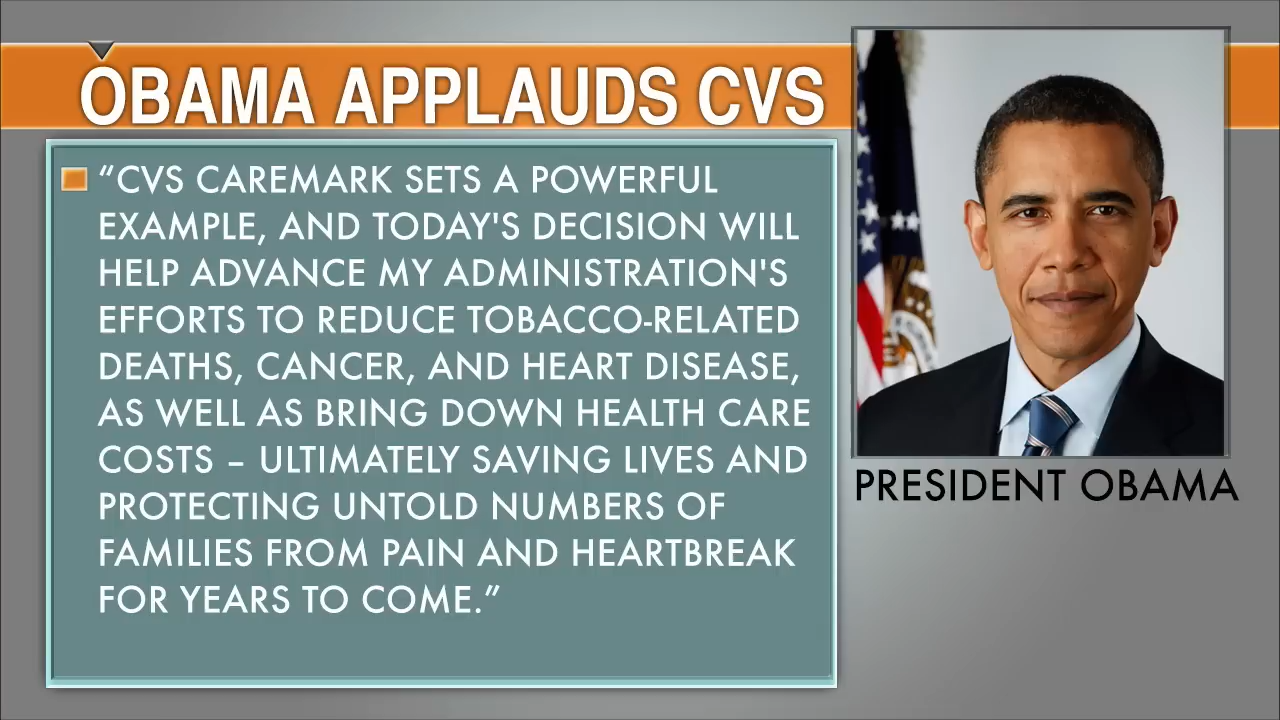 OBAMA APPLAUDS CVS
“CVS CAREMARK SETS A POWERFUL
EXAMPLE, AND TODAY'S DECISION WILL
HELP ADVANCE MY ADMINISTRATION'S
EFFORTS TO REDUCE TOBACCO-RELATED
DEATHS, CANCER, AND HEART DISEASE,
AS WELL AS BRING DOWN HEALTH CARE
COSTS – ULTIMATELY SAVING LIVES AND
PROTECTING UNTOLD NUMBERS OF
FAMILIES FROM PAIN AND HEARTBREAK
FOR YEARS TO COME.”
PRESIDENT OBAMA